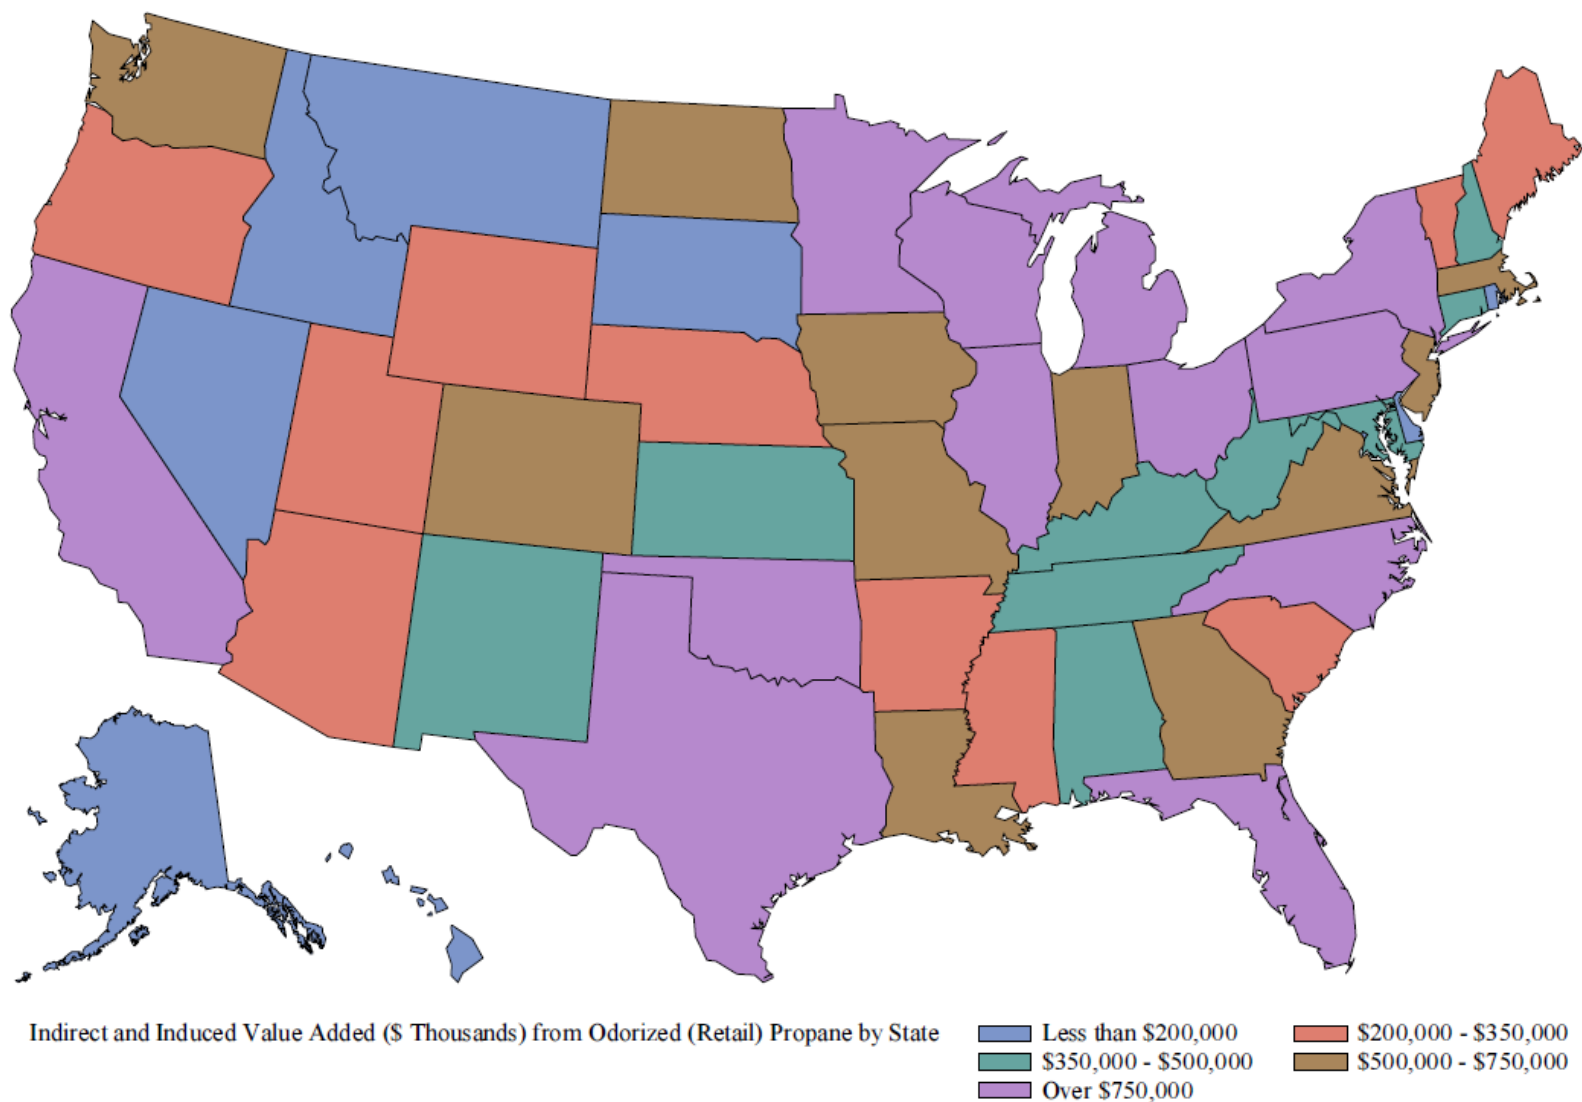 Indirect and Induced Value Added ($ Thousands) from Odorized (Retail) Propane by State
Less than $200,000
$200,000 - $350,000
$350,000 - $500,000
$500,000 - $750,000
Over $750,000